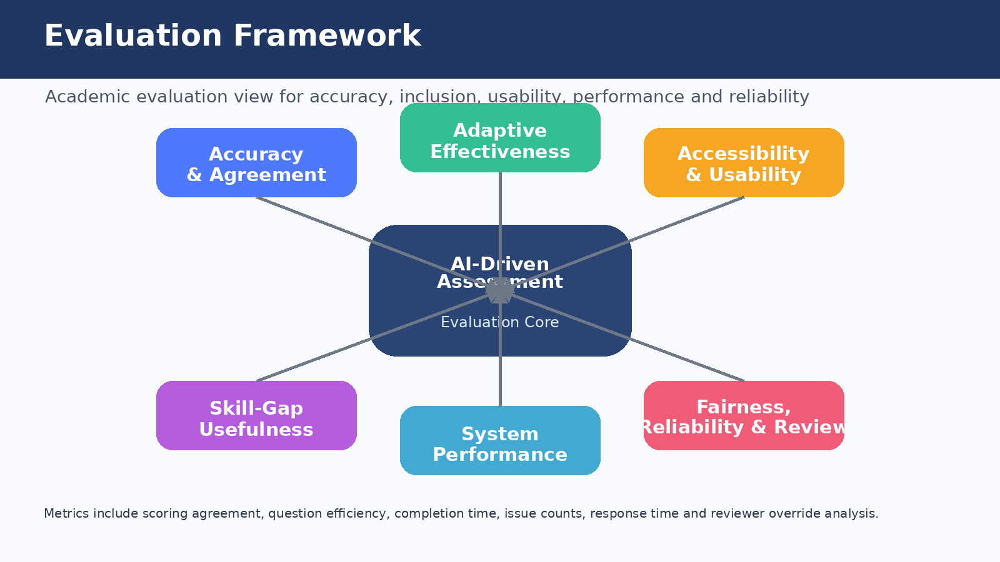 Evaluation Framework
Academic evaluation view for accuracy, inclusion, usability, performance and reliability
Accuracy
& Agreement
Adaptive
Effectiveness
Accessibility
& Usability
AI-Driven
Assessment
Evaluation Core
Skill-Gap
Usefulness
System
Performance
Fairness,
Reliability & Review
Metrics include scoring agreement, question efficiency, completion time, issue counts, response time and reviewer override analysis.